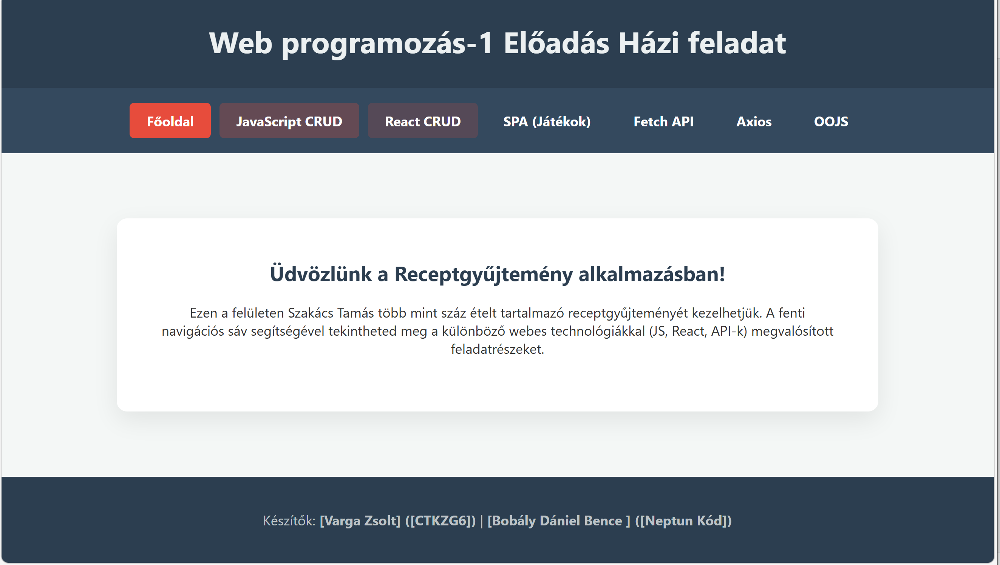 Web programozás-1 Előadás Házi feladat
Főoldal JavaScript CRUD React CRUD SPA (Játékok) Fetch API Axios OOJS
Üdvözlünk a Receptgyűjtemény alkalmazásban!
Ezen a felületen Szakács Tamás több mint száz ételt tartalmazó receptgyűjteményét kezelhetjük. A fenti
navigációs sáv segítségével tekintheted meg a különböző webes technológiákkal (JS, React, API-k) megvalósított
feladatrészeket.
Készítők: [Varga Zsolt] ([CTKZG6]) | [Bobály Dániel Bence ] ([Neptun Kód])